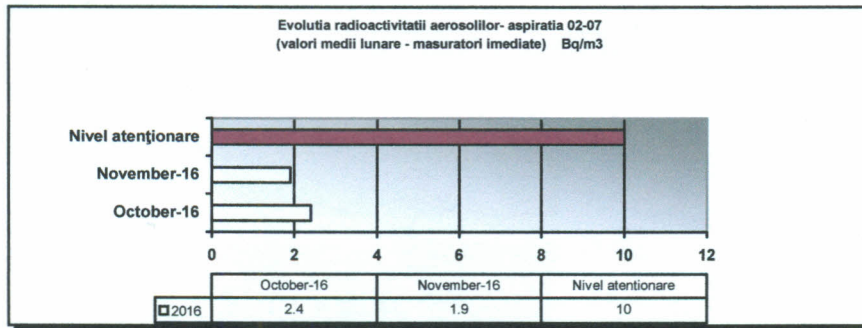 Evolutia radioactivitatii aerosolilor- aspiratia 02-07
(valori medii lunare - masuratori imediate) Bq/m3
Nivel atenţionare
November-16
October-16
0 2 4 6 8 10 12
October-16 November-16 Nivel atentionare
2016 2.4 1.9 10